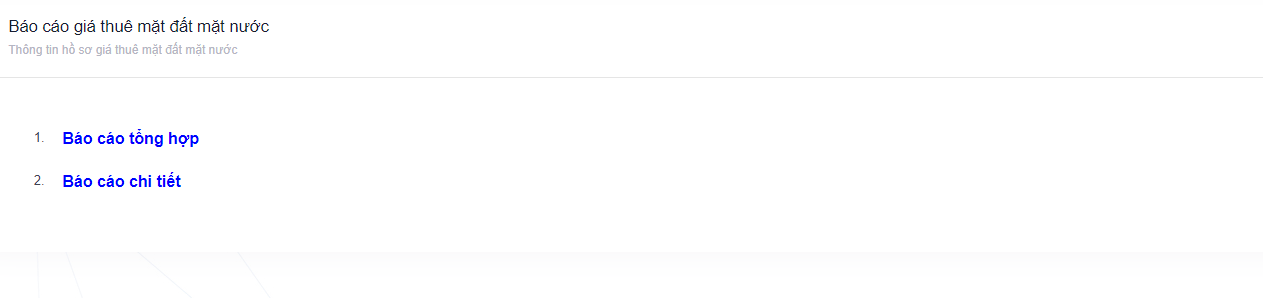 Báo cáo giá thuê mặt đất mặt nước
Thông tin hồ sơ giá thuê mặt đất mặt nước
1. Báo cáo tổng hợp
2. Báo cáo chi tiết